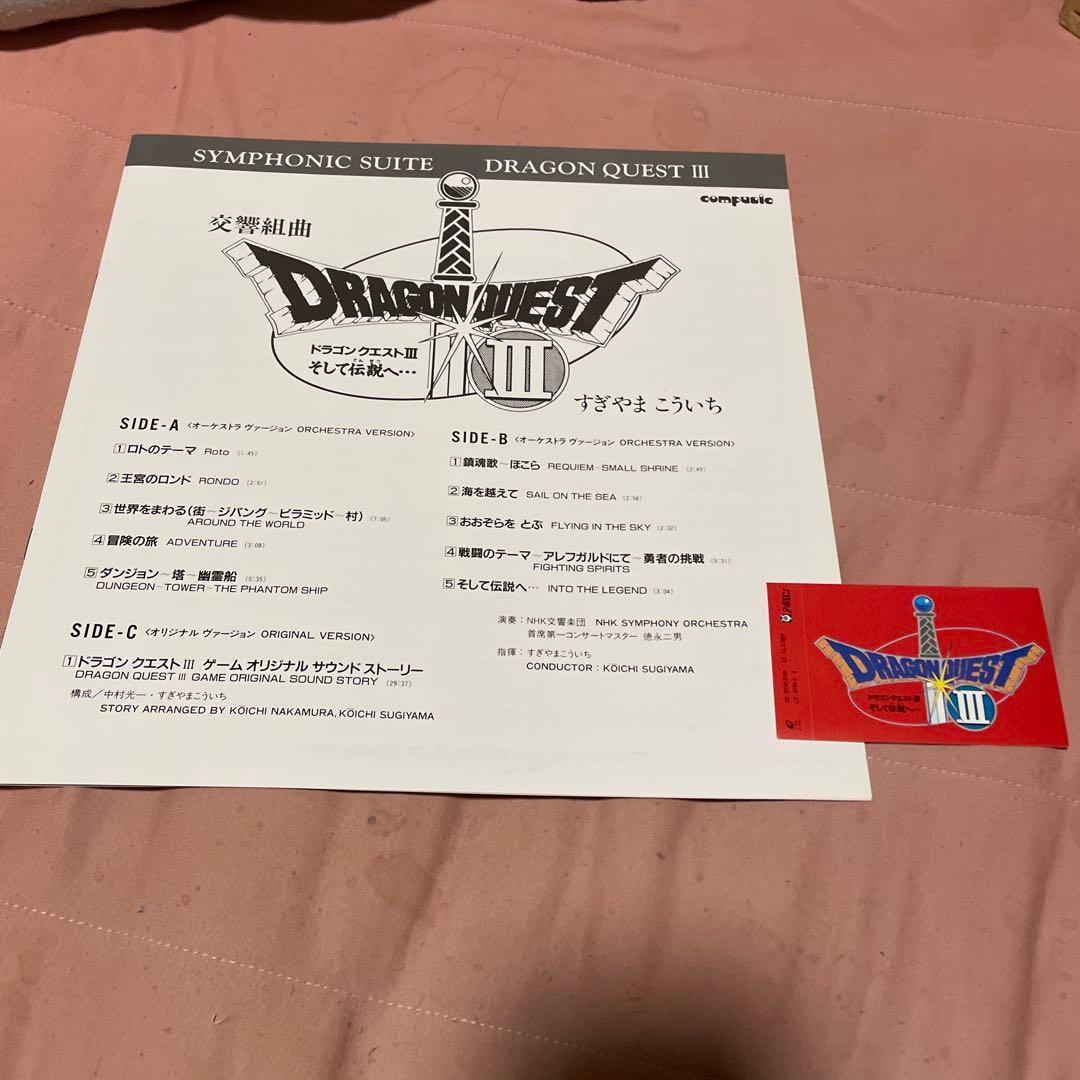 SYMPHONIC SUITE DRAGON QUEST III
compusic
交響組曲
DRAGON QUEST
ドラゴンクエストIII
でんせつ
そして伝説へ…
III
すぎやま こういち
SIDE-A 〈オーケストラ ヴァージョン ORCHESTRA VERSION〉
1 ロトのテーマ Roto (1:45)
2 王宮のロンド RONDO (2:51)
3 世界をまわる(街～ジパング～ピラミッド～村) (7:05)
AROUND THE WORLD
4 冒険の旅 ADVENTURE (3:08)
5 ダンジョン～塔～幽霊船 (5:35)
DUNGEON～TOWER～THE PHANTOM SHIP
SIDE-B 〈オーケストラ ヴァージョン ORCHESTRA VERSION〉
1 鎮魂歌～ほこら REQUIEM～SMALL SHRINE (2:49)
2 海を越えて SAIL ON THE SEA (2:56)
3 おおぞらを とぶ FLYING IN THE SKY (2:32)
4 戦闘のテーマ～アレフガルドにて～勇者の挑戦 (5:31)
FIGHTING SPIRITS
5 そして伝説へ… INTO THE LEGEND (3:04)
演奏：NHK交響楽団 NHK SYMPHONY ORCHESTRA
首席第一コンサートマスター 徳永二男
指揮：すぎやまこういち
CONDUCTOR：KŌICHI SUGIYAMA
SIDE-C 〈オリジナル ヴァージョン ORIGINAL VERSION〉
1 ドラゴン クエストIII ゲーム オリジナル サウンド ストーリー
DRAGON QUEST III GAME ORIGINAL SOUND STORY (29:37)
構成／中村光一・すぎやまこういち
STORY ARRANGED BY KŌICHI NAKAMURA, KŌICHI SUGIYAMA
DRAGON QUEST
ドラゴンクエストIII
そして伝説へ…
III